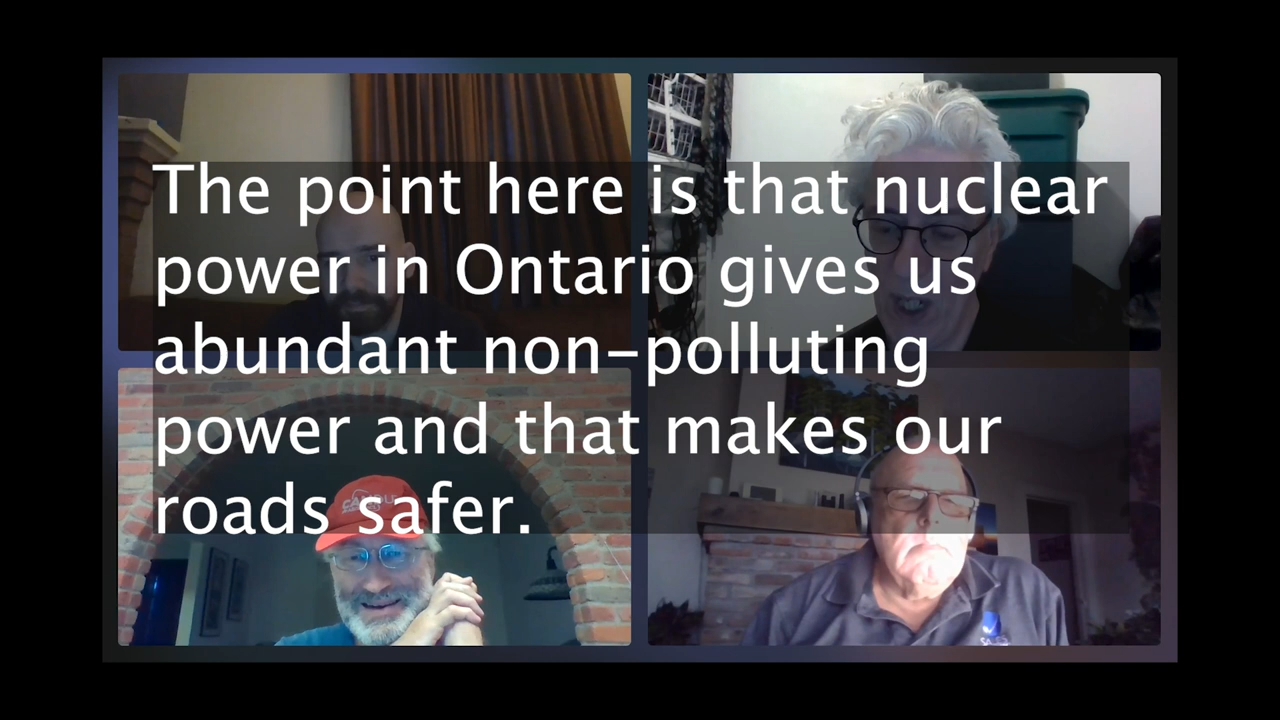 The point here is that nuclear
power in Ontario gives us
abundant non-polluting
power and that makes our
roads safer.